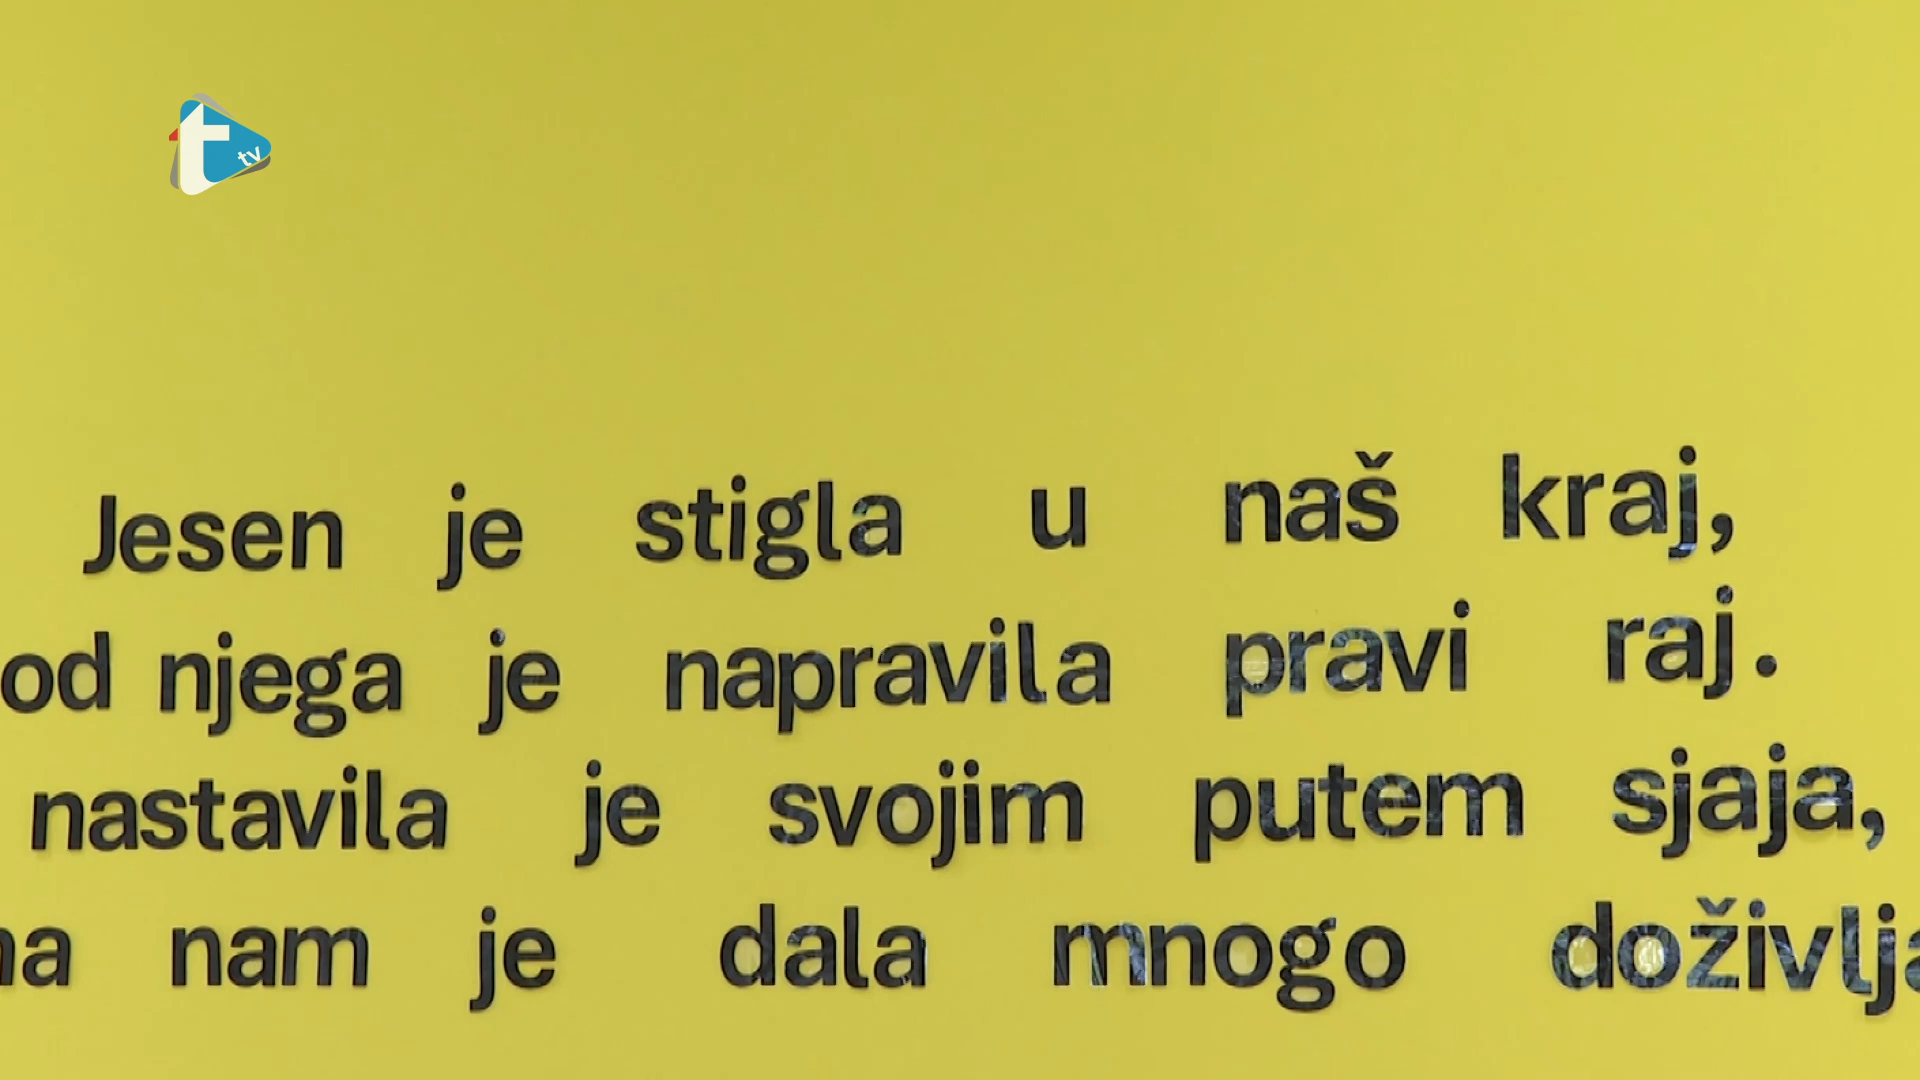 t tv
Jesen je stigla u naš kraj,
od njega je napravila pravi raj.
nastavila je svojim putem sjaja,
nam je dala mnogo